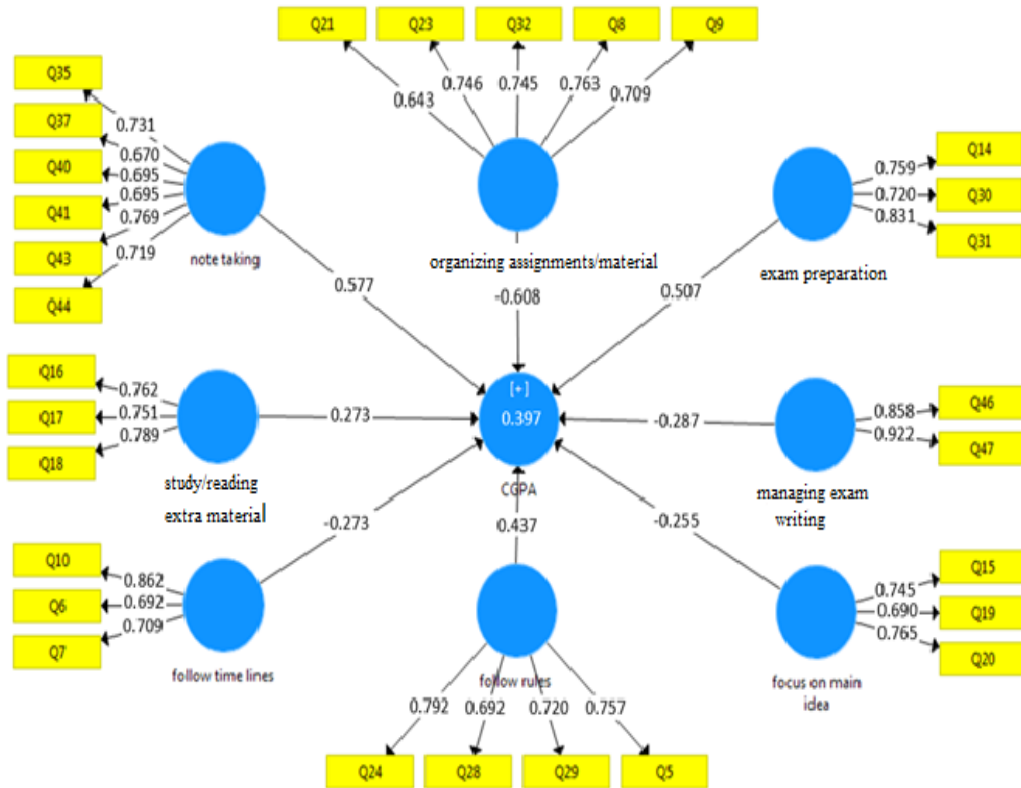 Q21
Q23
Q32
Q8
Q9
0.643
0.746
0.745
0.763
0.709
Q35
Q37
Q40
Q41
Q43
Q44
0.731
0.670
0.695
0.695
0.769
0.719
note taking
organizing assignments/material
Q14
Q30
Q31
0.759
0.720
0.831
exam preparation
0.577
-0.608
0.507
Q16
Q17
Q18
0.762
0.751
0.789
study/reading
extra material
0.273
[+]
0.397
CGPA
-0.287
Q46
Q47
0.858
0.922
managing exam
writing
-0.273
0.437
-0.255
Q10
Q6
Q7
0.862
0.692
0.709
follow time lines
follow rules
0.792
0.692
0.720
0.757
Q24
Q28
Q29
Q5
Q15
Q19
Q20
0.745
0.690
0.765
focus on main
idea